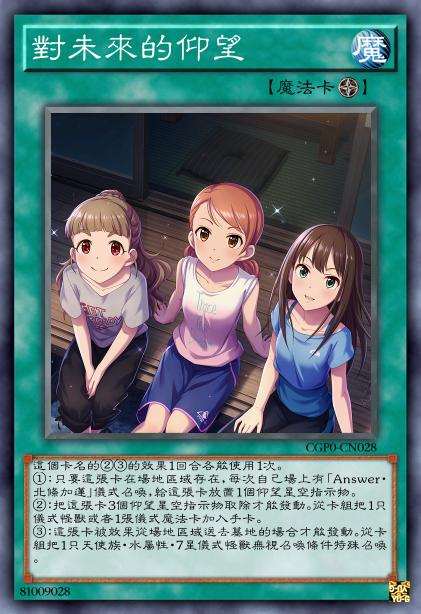 對未來的仰望
魔
【魔法卡】
CGP0-CN028
這個卡名的②③的效果1回合各能使用1次。
①:只要這張卡在場地區域存在,每次自己場上有「Answer・
北條加蓮」儀式召喚,給這張卡放置1個仰望星空指示物。
②:把這張卡3個仰望星空指示物取除才能發動。從卡組把1只
儀式怪獸或者1張儀式魔法卡加入手卡。
③:這張卡被效果從場地區域送去墓地的場合才能發動。從卡
組把1只天使族・水屬性・7星儀式怪獸無視召喚條件特殊召喚
。
81009028